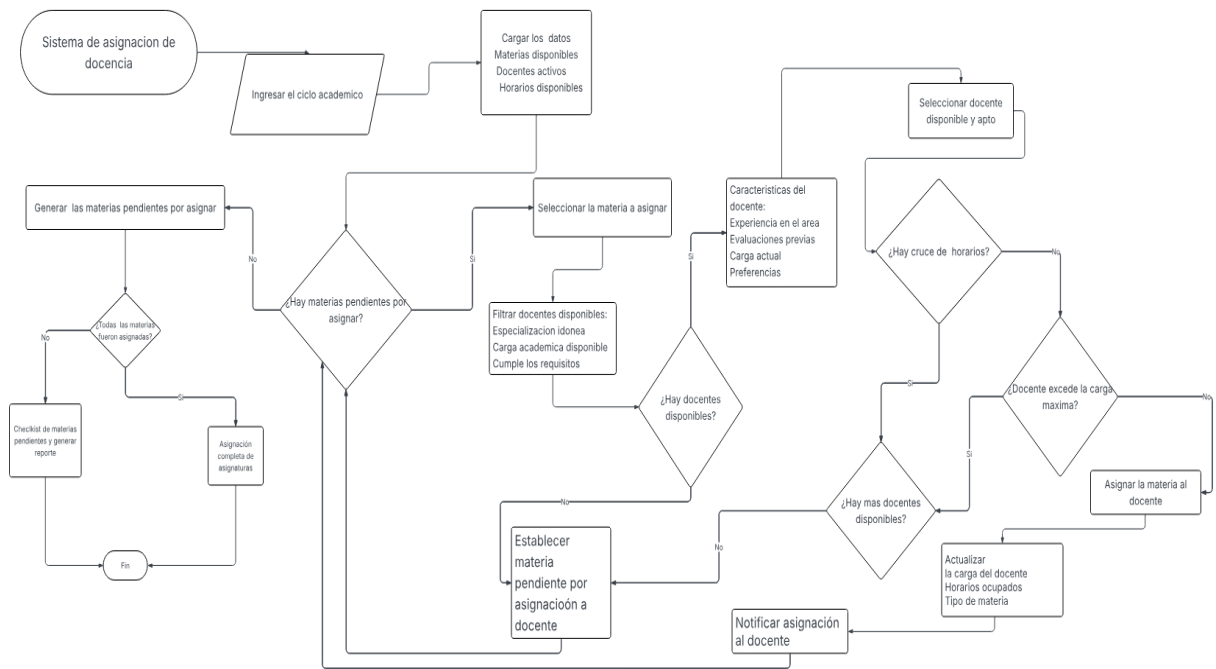 Sistema de asignacion de
docencia
Ingresar el ciclo academico
Cargar los datos
Materias disponibles
Docentes activos
Horarios disponibles
Seleccionar docente
disponible y apto
Generar las materias pendientes por asignar
Seleccionar la materia a asignar
Caracteristicas del
docente:
Experiencia en el area
Evaluaciones previas
Carga actual
Preferencias
¿Hay cruce de horarios?
No
No
Si
Si
¿Hay materias pendientes por
asignar?
Filtrar docentes disponibles:
Especializacion idonea
Carga academica disponible
Cumple los requisitos
¿Todas las materias
fueron asignadas?
No
Si
¿Hay docentes
disponibles?
Si
¿Docente excede la carga
maxima?
No
Si
Checlkist de materias
pendientes y generar
reporte
Asignación
completa de
asignaturas
No
¿Hay mas docentes
disponibles?
No
Asignar la materia al
docente
Establecer
materia
pendiente por
asignacioón a
docente
Actualizar
la carga del docente
Horarios ocupados
Tipo de materia
Fin
Notificar asignación
al docente